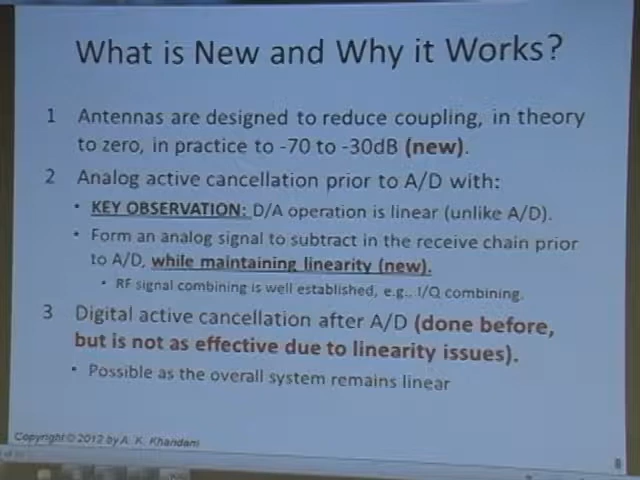 What is New and Why it Works?
1 Antennas are designed to reduce coupling, in theory
to zero, in practice to -70 to -30dB (new).
2 Analog active cancellation prior to A/D with:
• KEY OBSERVATION: D/A operation is linear (unlike A/D).
• Form an analog signal to subtract in the receive chain prior
to A/D, while maintaining linearity (new).
• RF signal combining is well established, e.g., I/Q combining.
3 Digital active cancellation after A/D (done before,
but is not as effective due to linearity issues).
• Possible as the overall system remains linear
Copyright © 2012 by A. K. Khandani
8